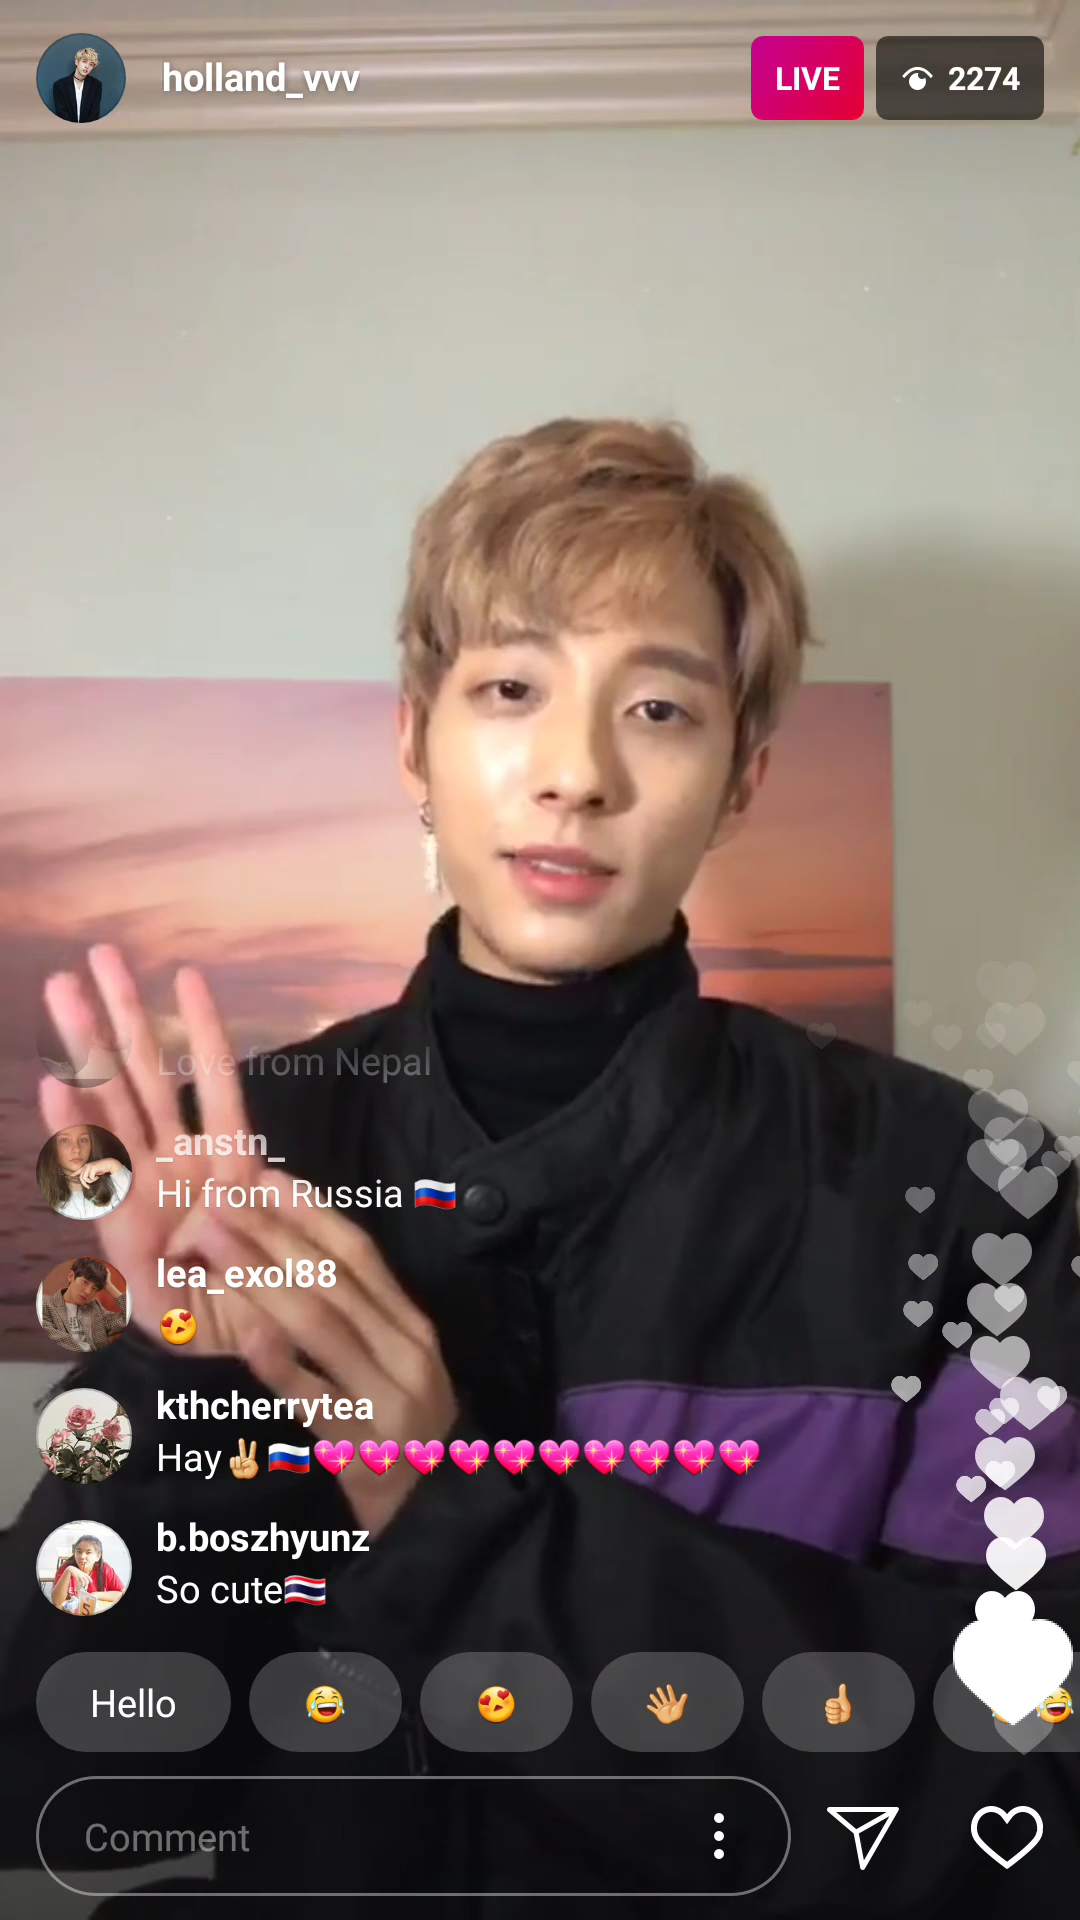 holland_vvv
LIVE
2274
Love from Nepal
_anstn_
Hi from Russia 🇷🇺
lea_exol88
😍
kthcherrytea
Hay✌🏼🇷🇺💖💖💖💖💖💖💖💖💖💖
b.boszhyunz
So cute🇹🇭
Hello
Comment